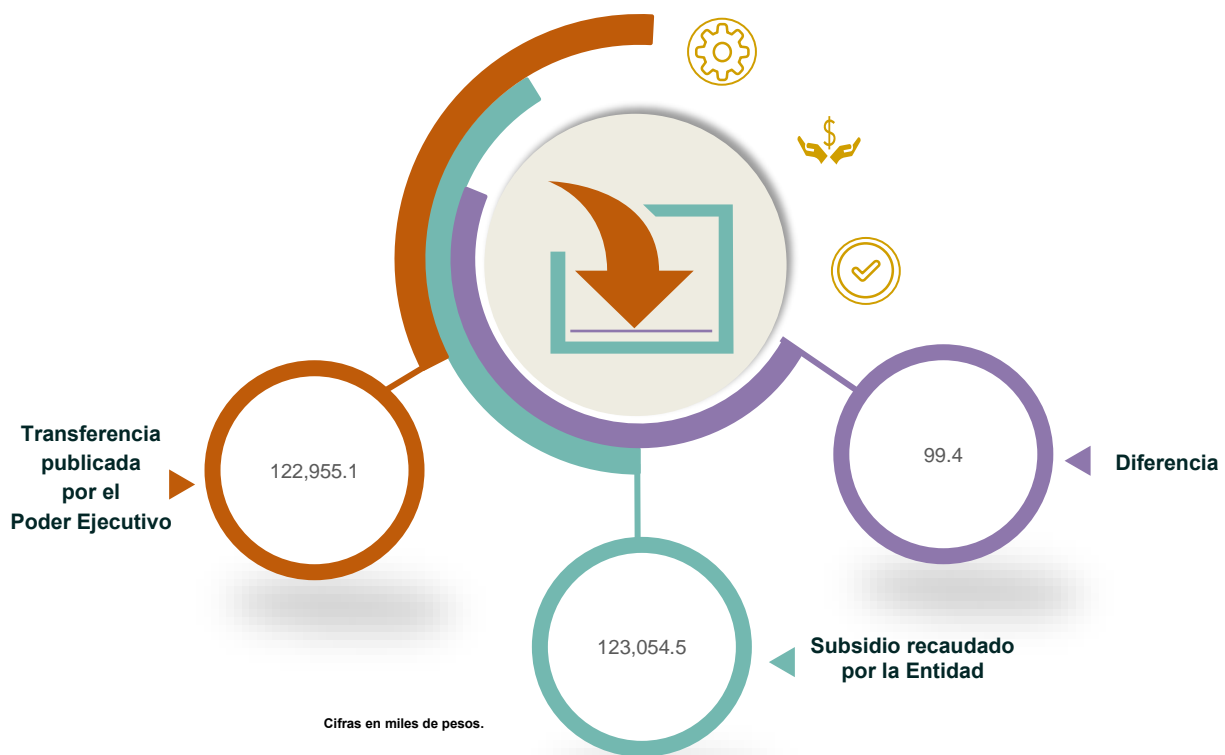 Transferencia
publicada
por el
Poder Ejecutivo
122,955.1
99.4
Diferencia
123,054.5
Subsidio recaudado
por la Entidad
Cifras en miles de pesos.
$